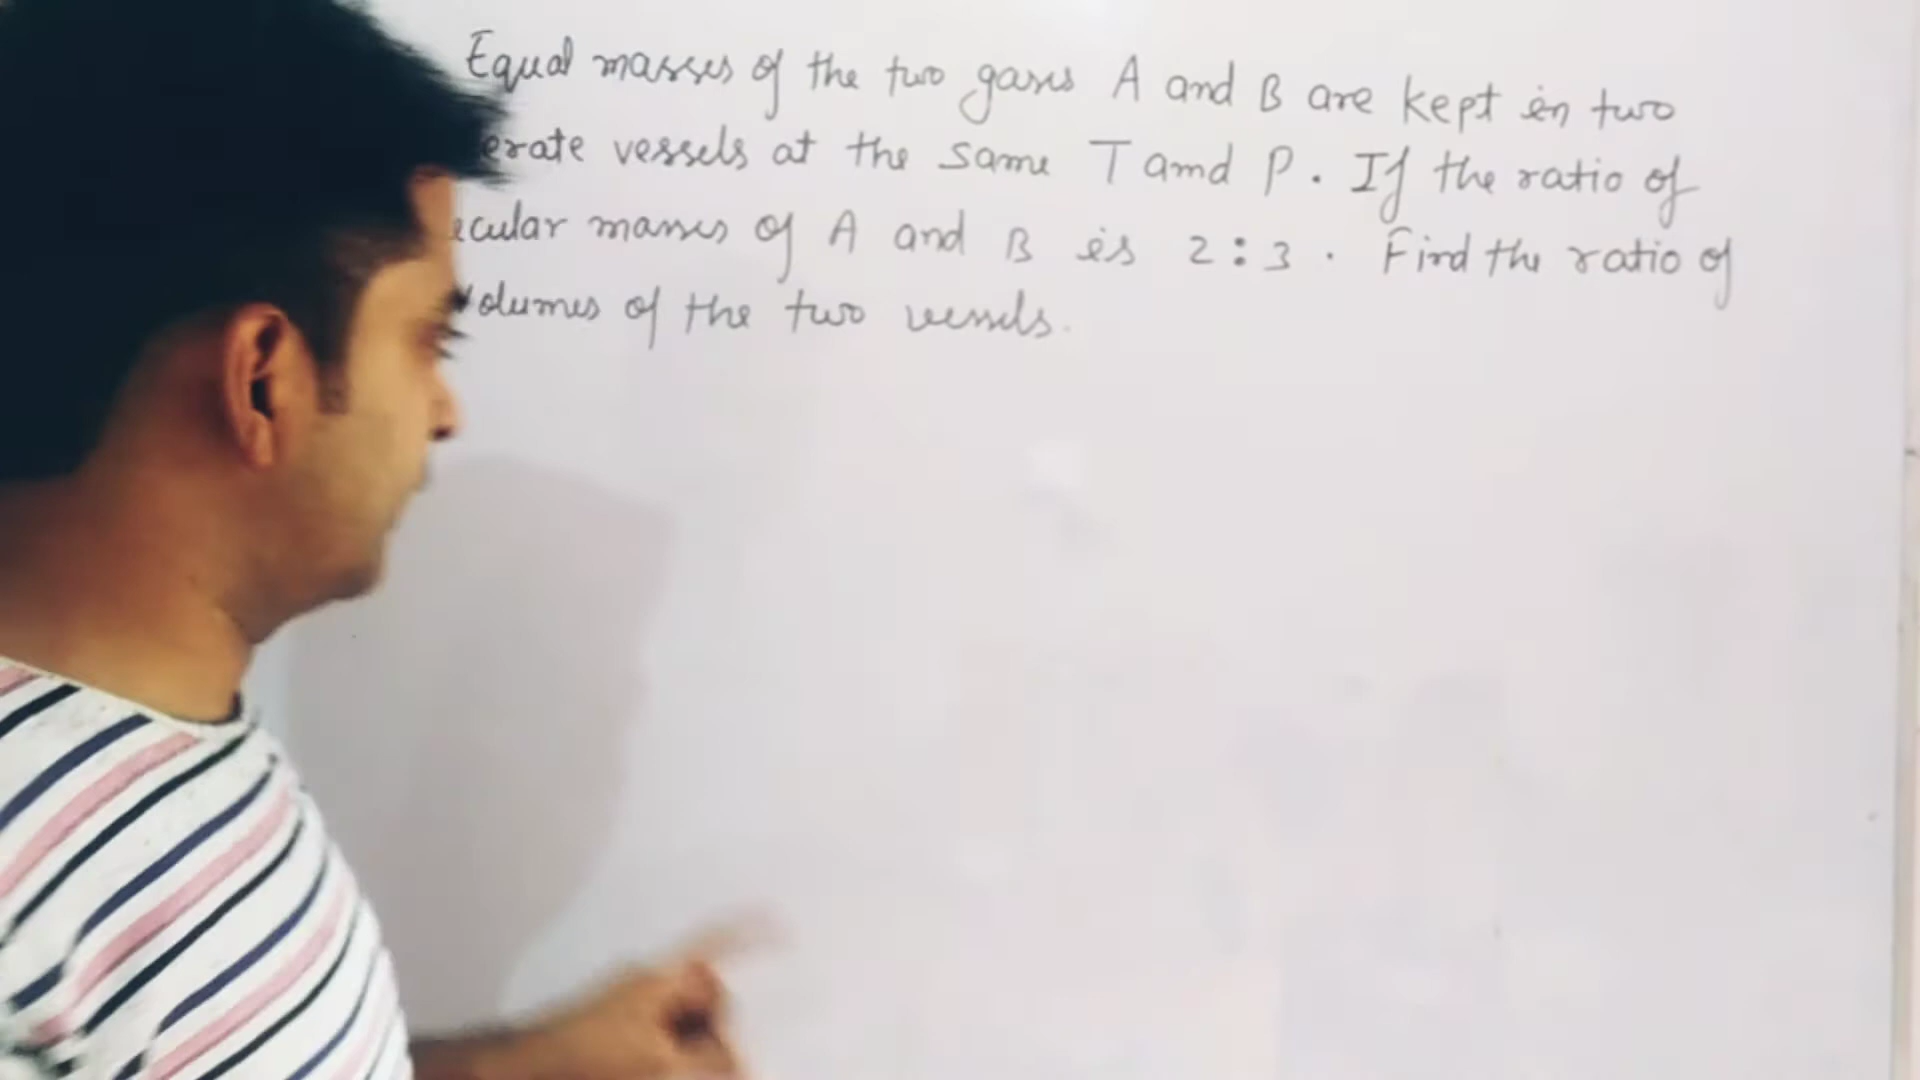 Equal masses of the two gases A and B are kept in two
erate vessels at the same T and P. If the ratio of
ecular masses of A and B is 2:3. Find the ratio of
volumes of the two vessels.